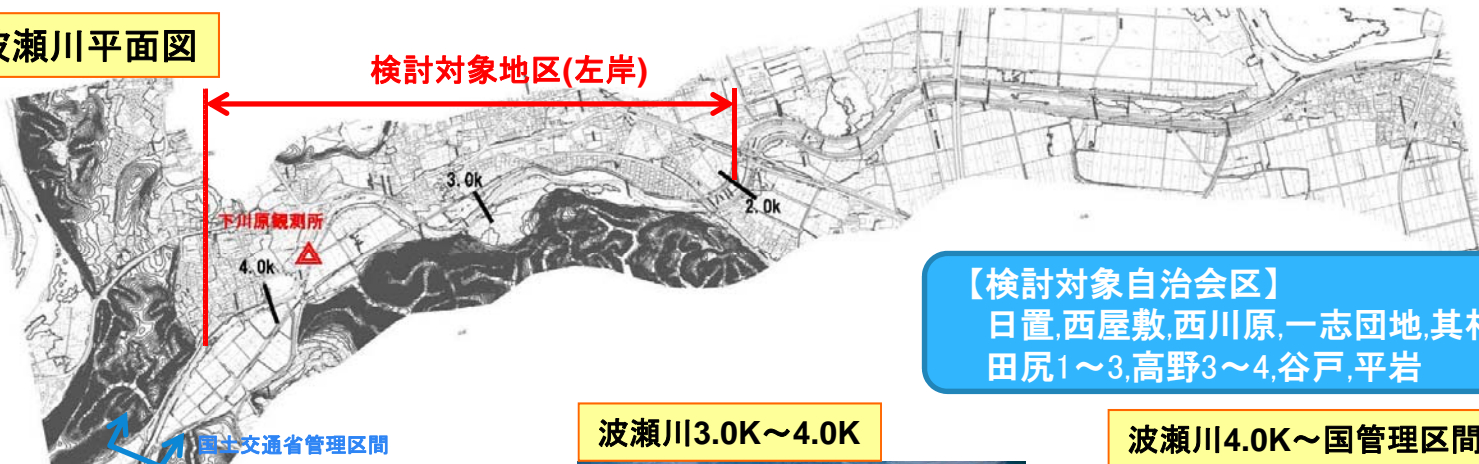 波瀬川平面図
検討対象地区(左岸)
3.0k
2.0k
下川原観測所
4.0k
【検討対象自治会区】
日置,西屋敷,西川原,一志団地,其村
田尻1～3,高野3～4,谷戸,平岩
国土交通省管理区間
波瀬川3.0K～4.0K
波瀬川4.0K～国管理区間